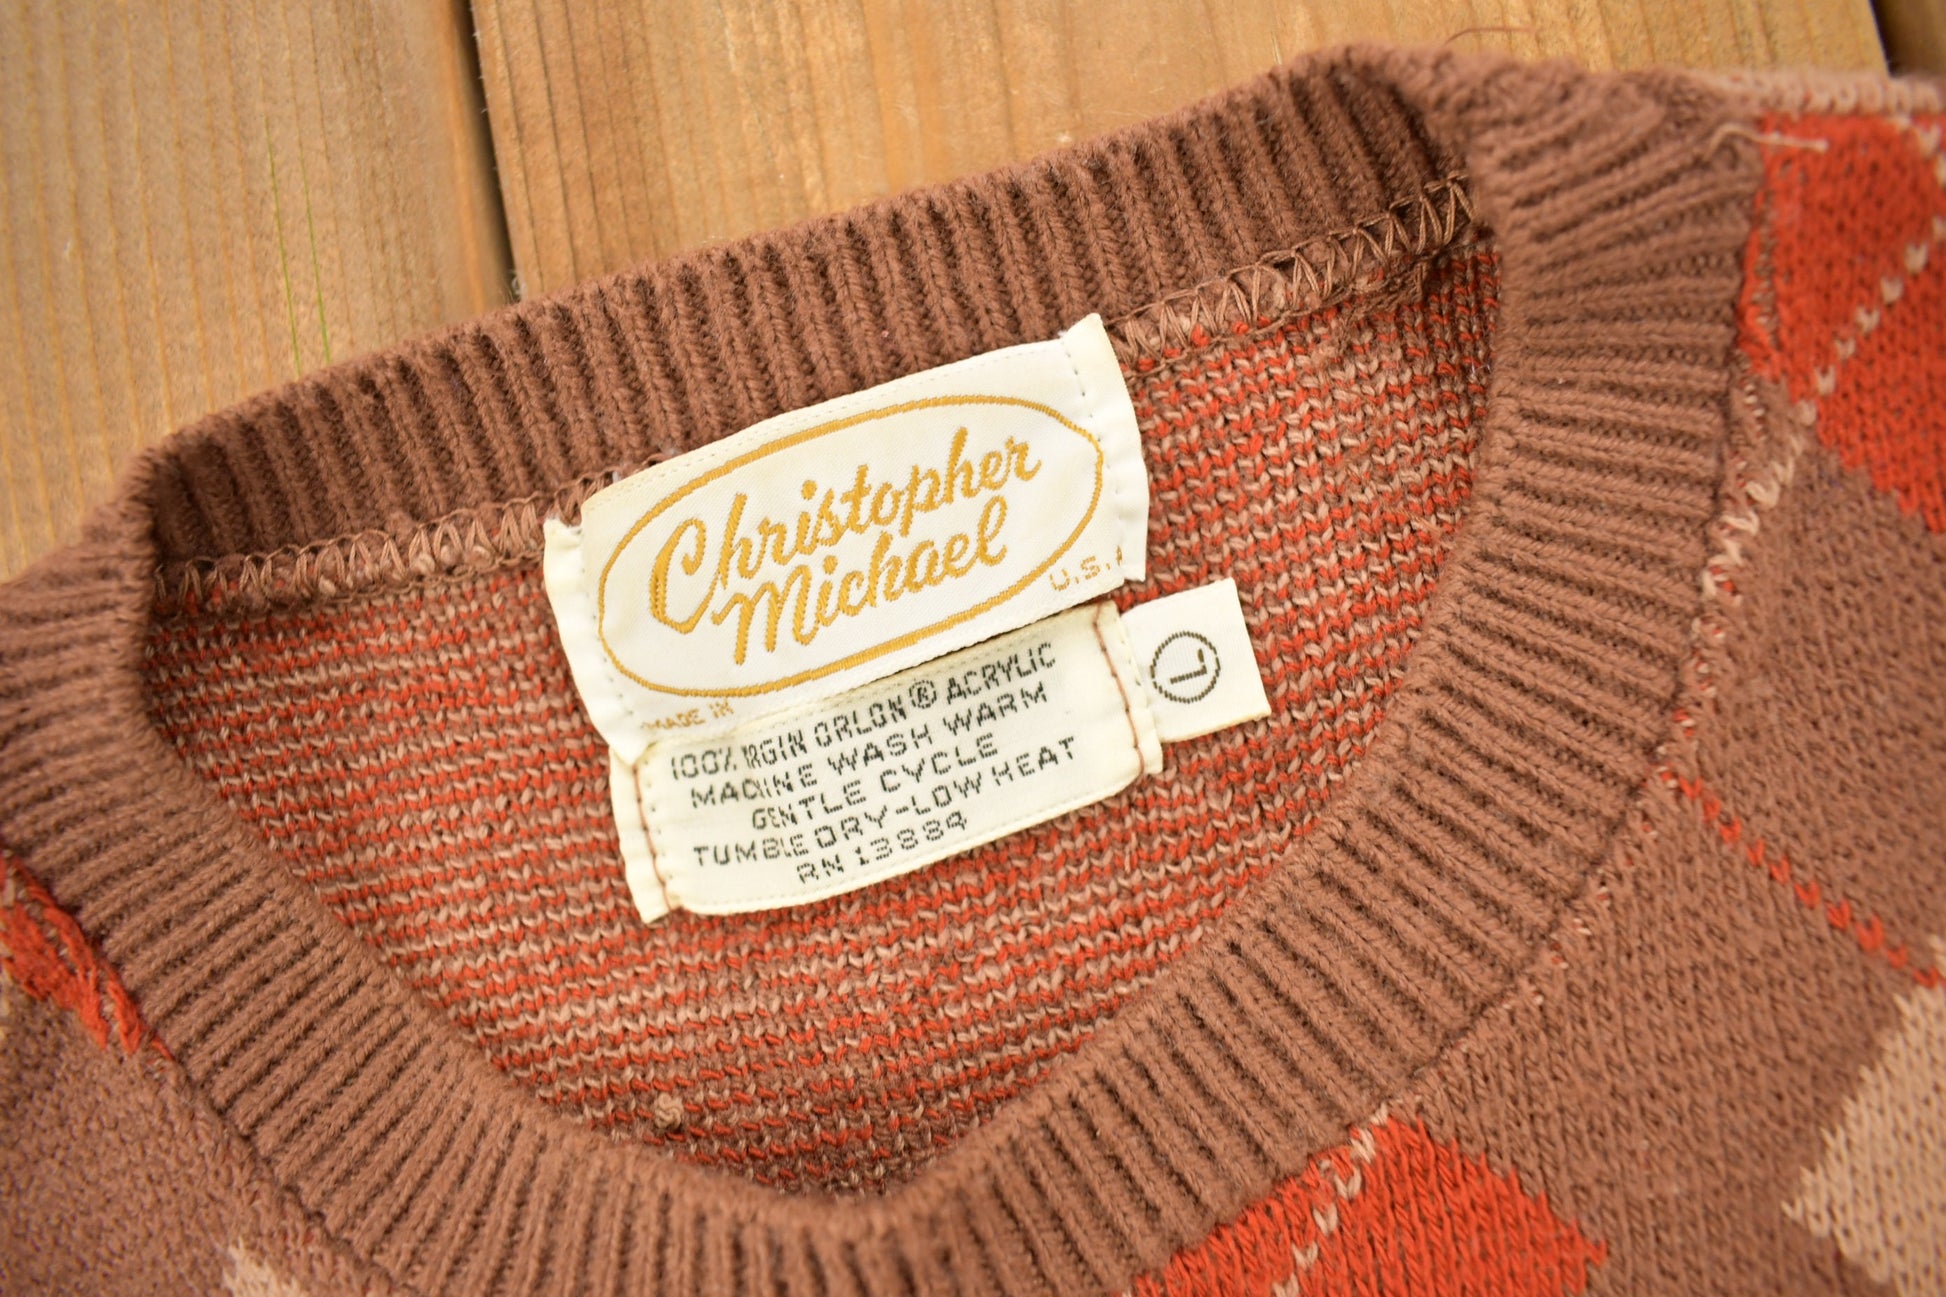 Christopher
Michael
MADE IN U.S.A
100% VIRGIN ORLON® ACRYLIC
MACHINE WASH WARM
GENTLE CYCLE
TUMBLE DRY-LOW HEAT
RN 13889
L